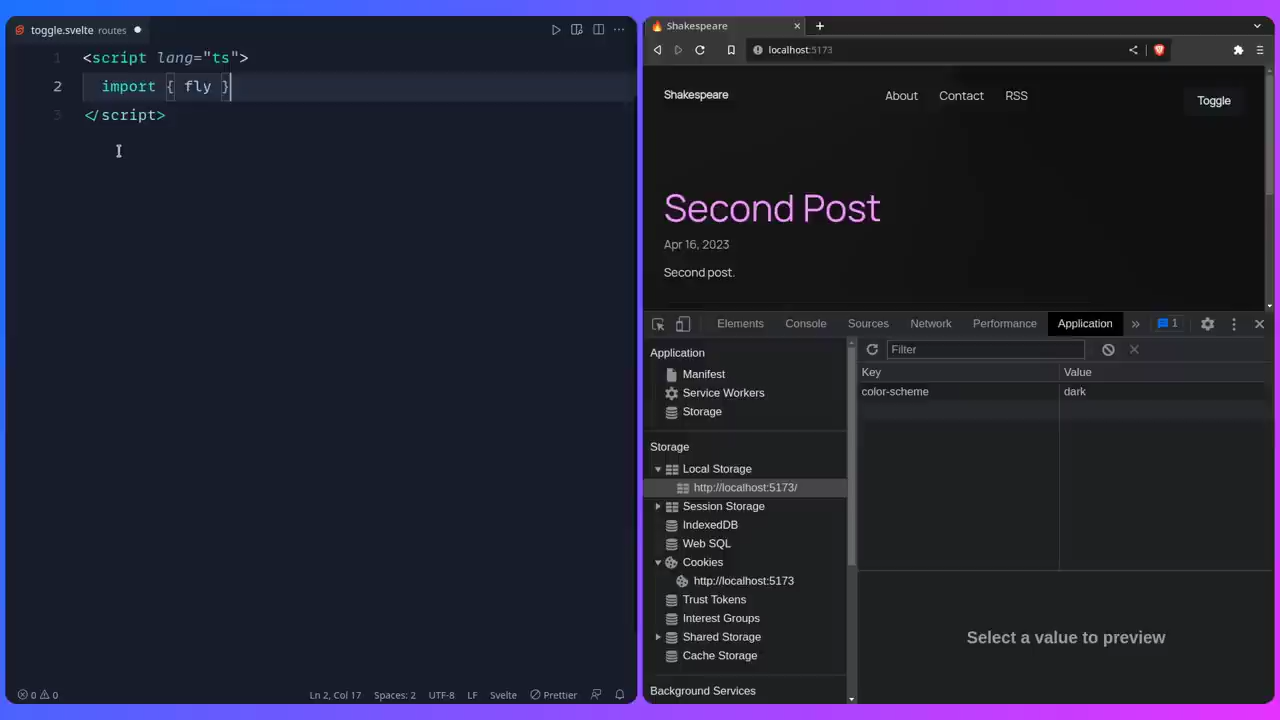 toggle.svelte routes
1 <script lang="ts">
2 import { fly }
3 </script>
0 0
Ln 2, Col 17 Spaces: 2 UTF-8 LF Svelte Prettier
Shakespeare
localhost:5173
Shakespeare About Contact RSS Toggle
Second Post
Apr 16, 2023
Second post.
Elements Console Sources Network Performance Application » 1
Application
Manifest
Service Workers
Storage
Storage
Local Storage
http://localhost:5173/
Session Storage
IndexedDB
Web SQL
Cookies
http://localhost:5173
Trust Tokens
Interest Groups
Shared Storage
Cache Storage
Background Services
Filter
Key Value
color-scheme dark
Select a value to preview